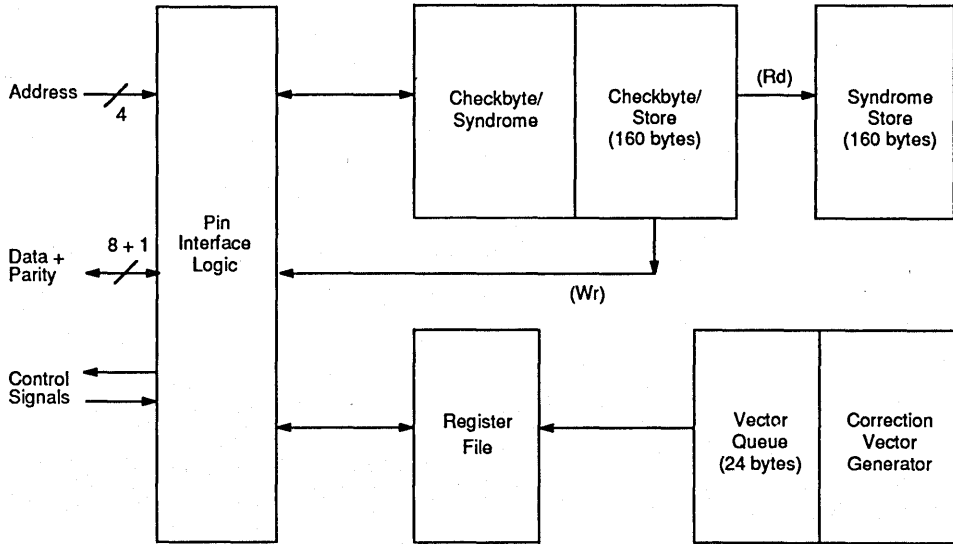 Address
4
Data +
Parity
8 + 1
Control
Signals
Pin
Interface
Logic
Checkbyte/
Syndrome
Checkbyte/
Store
(160 bytes)
(Rd)
Syndrome
Store
(160 bytes)
(Wr)
Register
File
Vector
Queue
(24 bytes)
Correction
Vector
Generator